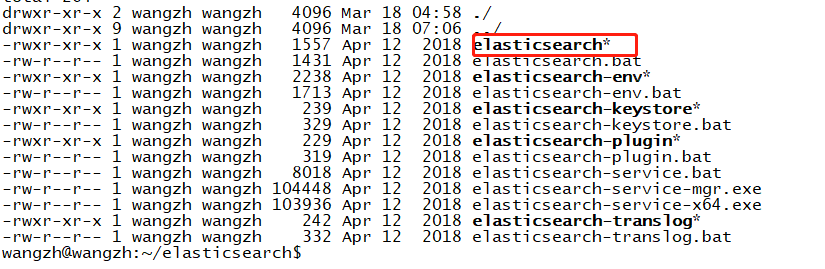 drwxr-xr-x 2 wangzh wangzh   4096 Mar 18 04:58 ./
drwxr-xr-x 9 wangzh wangzh   4096 Mar 18 07:06 ../
-rwxr-xr-x 1 wangzh wangzh   1557 Apr 12  2018 elasticsearch*
-rw-r--r-- 1 wangzh wangzh   1431 Apr 12  2018 elasticsearch.bat
-rwxr-xr-x 1 wangzh wangzh   2238 Apr 12  2018 elasticsearch-env*
-rw-r--r-- 1 wangzh wangzh   1713 Apr 12  2018 elasticsearch-env.bat
-rwxr-xr-x 1 wangzh wangzh    239 Apr 12  2018 elasticsearch-keystore*
-rw-r--r-- 1 wangzh wangzh    329 Apr 12  2018 elasticsearch-keystore.bat
-rwxr-xr-x 1 wangzh wangzh    229 Apr 12  2018 elasticsearch-plugin*
-rw-r--r-- 1 wangzh wangzh    319 Apr 12  2018 elasticsearch-plugin.bat
-rw-r--r-- 1 wangzh wangzh   8018 Apr 12  2018 elasticsearch-service.bat
-rw-r--r-- 1 wangzh wangzh 104448 Apr 12  2018 elasticsearch-service-mgr.exe
-rw-r--r-- 1 wangzh wangzh 103936 Apr 12  2018 elasticsearch-service-x64.exe
-rwxr-xr-x 1 wangzh wangzh    242 Apr 12  2018 elasticsearch-translog*
-rw-r--r-- 1 wangzh wangzh    332 Apr 12  2018 elasticsearch-translog.bat
wangzh@wangzh:~/elasticsearch$